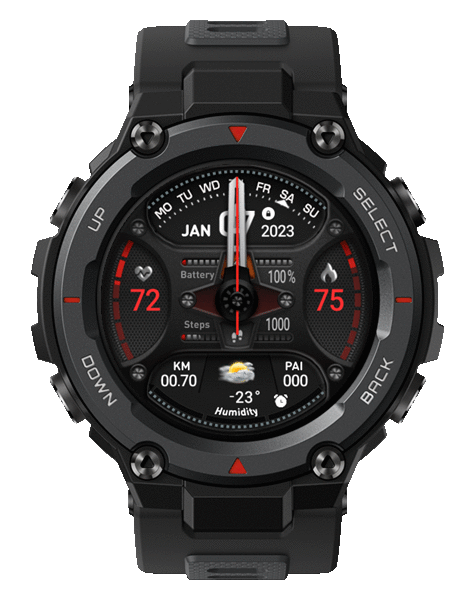 UP
SELECT
MO TU WD FR SA SU
JAN 07 2023
Battery 100%
72
75
Steps 1000
KM
00.70
PAI
000
-23°
Humidity
DOWN
BACK